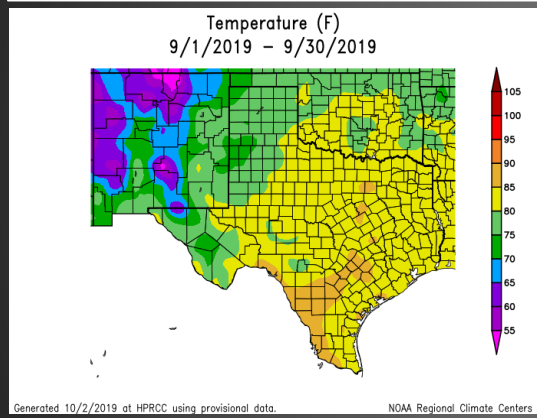 Temperature (F)
9/1/2019 – 9/30/2019
105
100
95
90
85
80
75
70
65
60
55
Generated 10/2/2019 at HPRCC using provisional data.
NOAA Regional Climate Centers